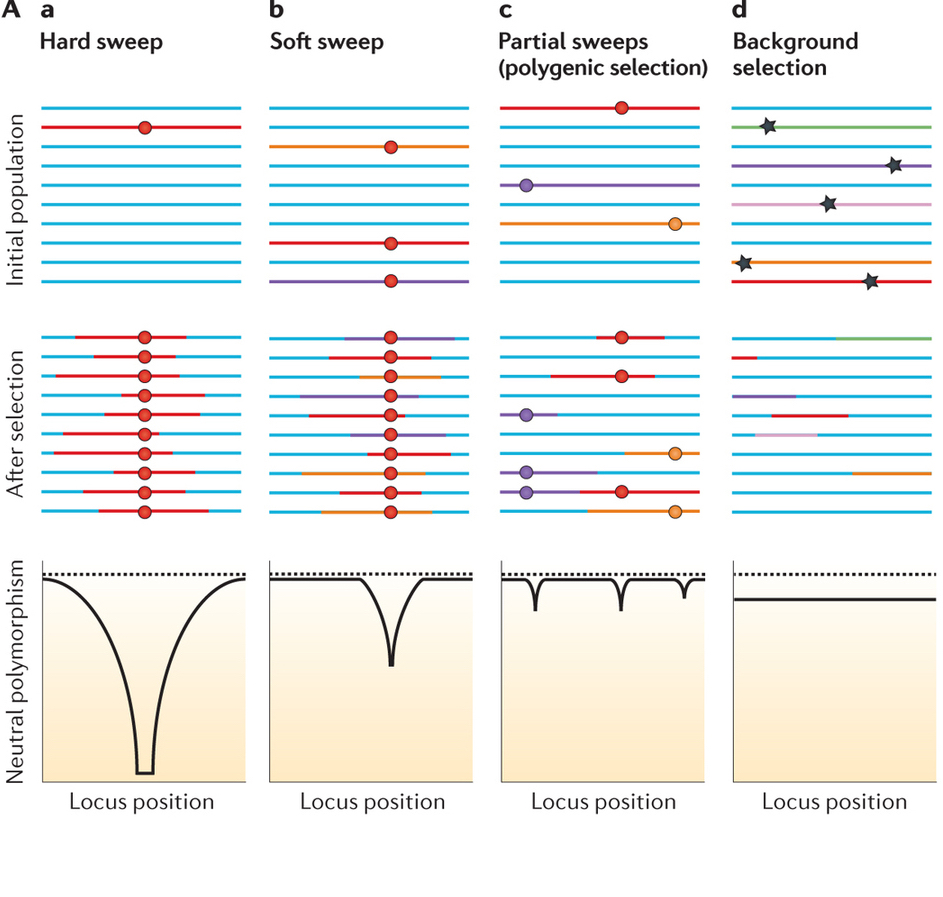 A a b c d
Hard sweep
Soft sweep
Partial sweeps
(polygenic selection)
Background
selection
Initial population
After selection
Neutral polymorphism
Locus position
Locus position
Locus position
Locus position